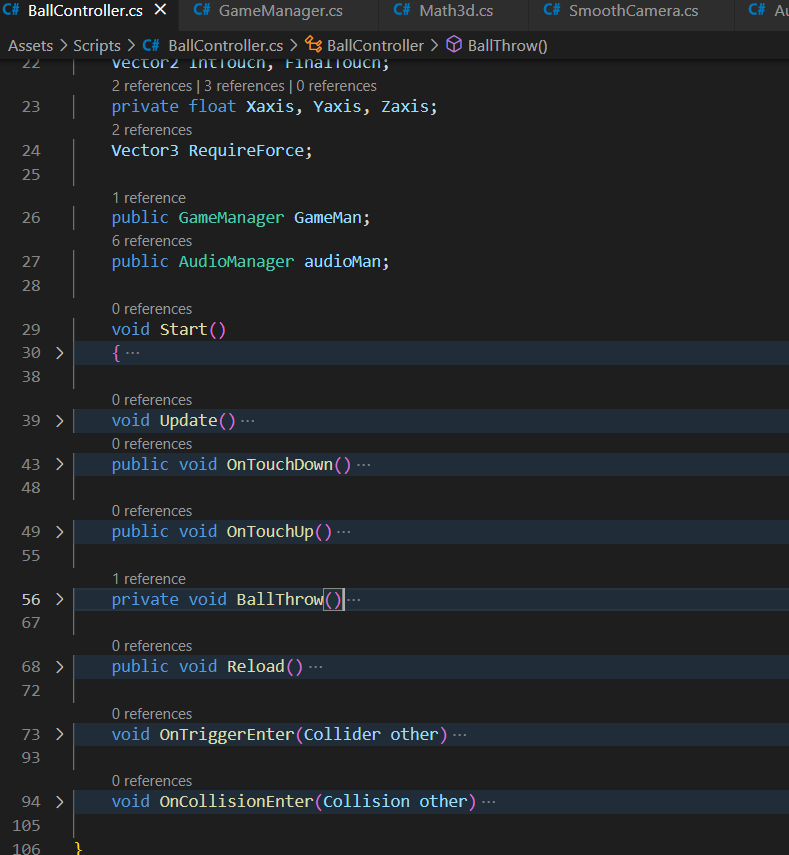 C# BallController.cs X C# GameManager.cs C# Math3d.cs C# SmoothCamera.cs C#
Assets > Scripts > C# BallController.cs > BallController > BallThrow()
22 Vector2 IntTouch, FinalTouch;
2 references | 3 references | 0 references
23 private float Xaxis, Yaxis, Zaxis;
2 references
24 Vector3 RequireForce;
25
1 reference
26 public GameManager GameMan;
6 references
27 public AudioManager audioMan;
28
0 references
29 void Start()
30 > { ···
38
0 references
39 > void Update() ···
0 references
43 > public void OnTouchDown() ···
48
0 references
49 > public void OnTouchUp() ···
55
1 reference
56 > private void BallThrow() ···
67
0 references
68 > public void Reload() ···
72
0 references
73 > void OnTriggerEnter(Collider other) ···
93
0 references
94 > void OnCollisionEnter(Collision other) ···
105
106 }